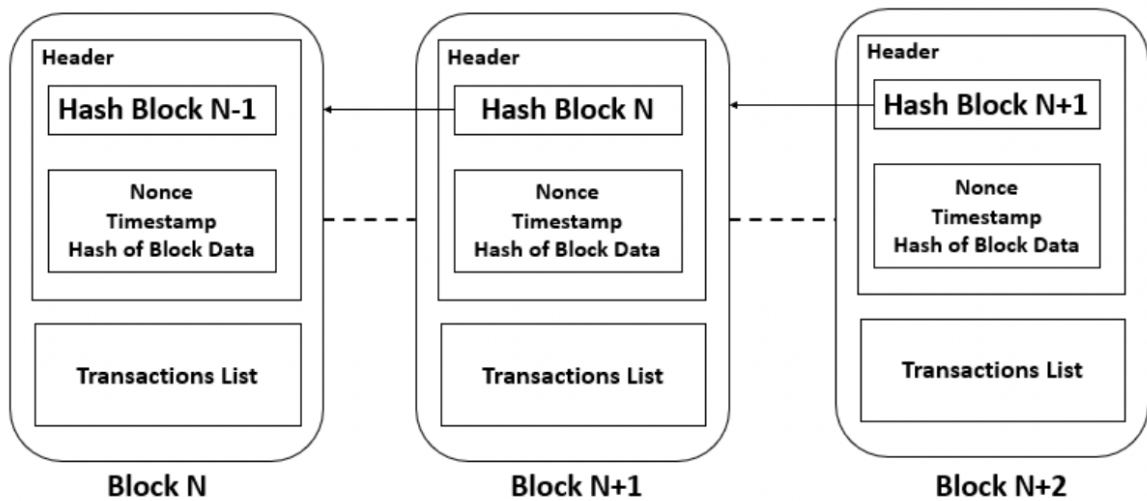 Header
Hash Block N-1
Nonce
Timestamp
Hash of Block Data
Transactions List
Block N
Header
Hash Block N
Nonce
Timestamp
Hash of Block Data
Transactions List
Block N+1
Header
Hash Block N+1
Nonce
Timestamp
Hash of Block Data
Transactions List
Block N+2